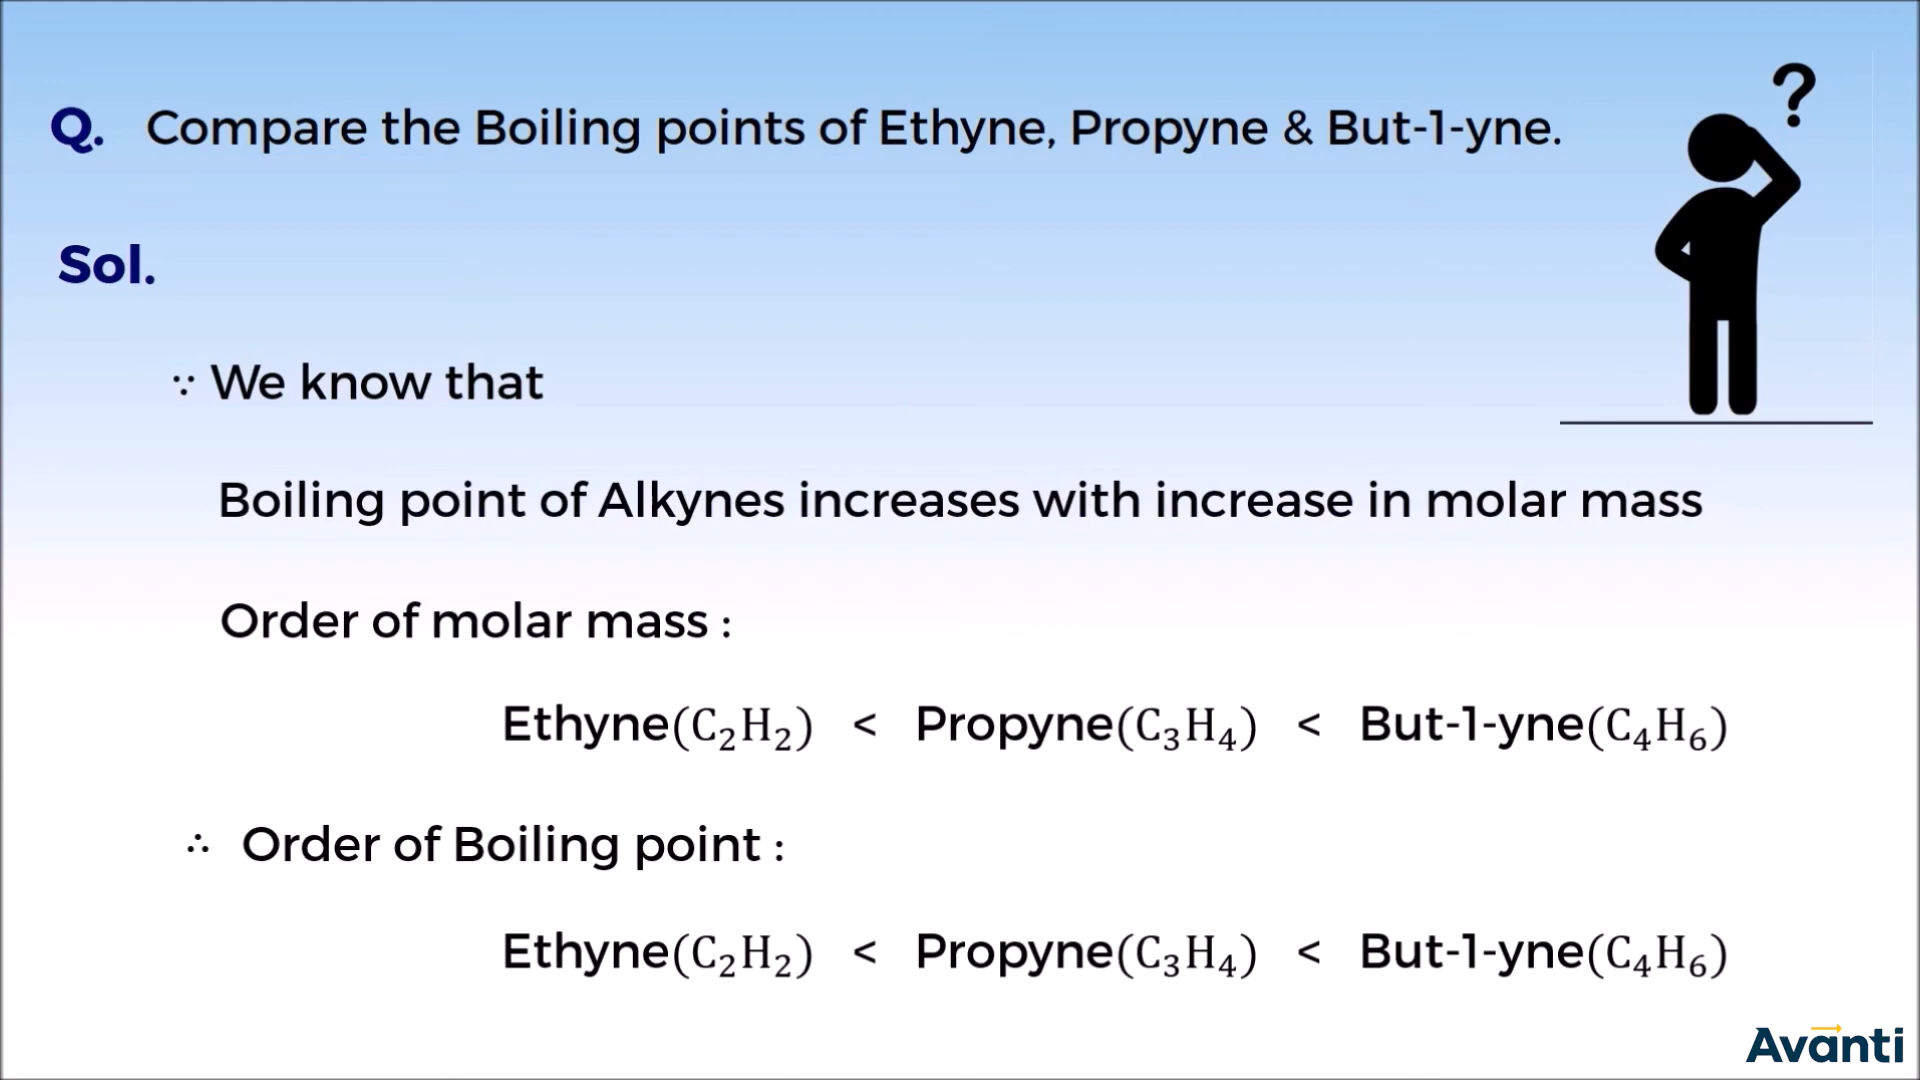 ?
Q. Compare the Boiling points of Ethyne, Propyne & But-1-yne.
Sol.
∵ We know that
Boiling point of Alkynes increases with increase in molar mass
Order of molar mass :
Ethyne(C₂H₂) < Propyne(C₃H₄) < But-1-yne(C₄H₆)
∴ Order of Boiling point :
Ethyne(C₂H₂) < Propyne(C₃H₄) < But-1-yne(C₄H₆)
Avanti